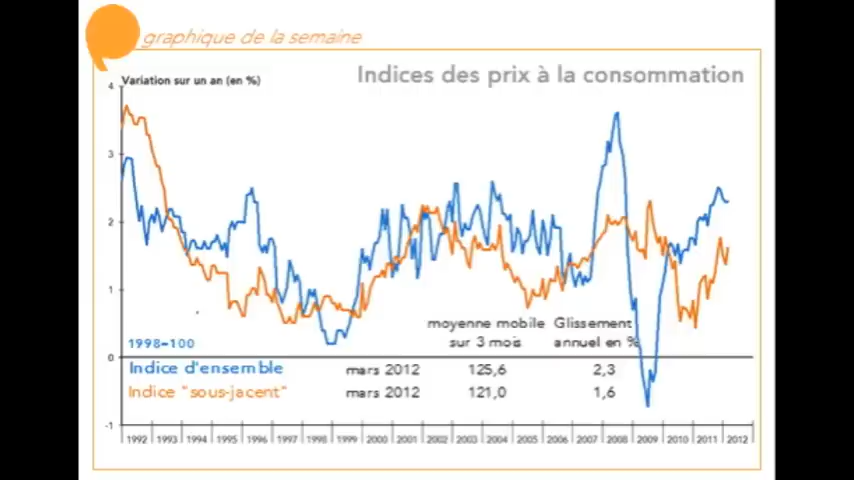 graphique de la semaine
Variation sur un an (en %)
Indices des prix à la consommation
4
3
2
1
0
-1
moyenne mobile sur 3 mois
Glissement annuel en %
1998=100
Indice d'ensemble mars 2012 125,6 2,3
Indice "sous-jacent" mars 2012 121,0 1,6
1992 1993 1994 1995 1996 1997 1998 1999 2000 2001 2002 2003 2004 2005 2006 2007 2008 2009 2010 2011 2012